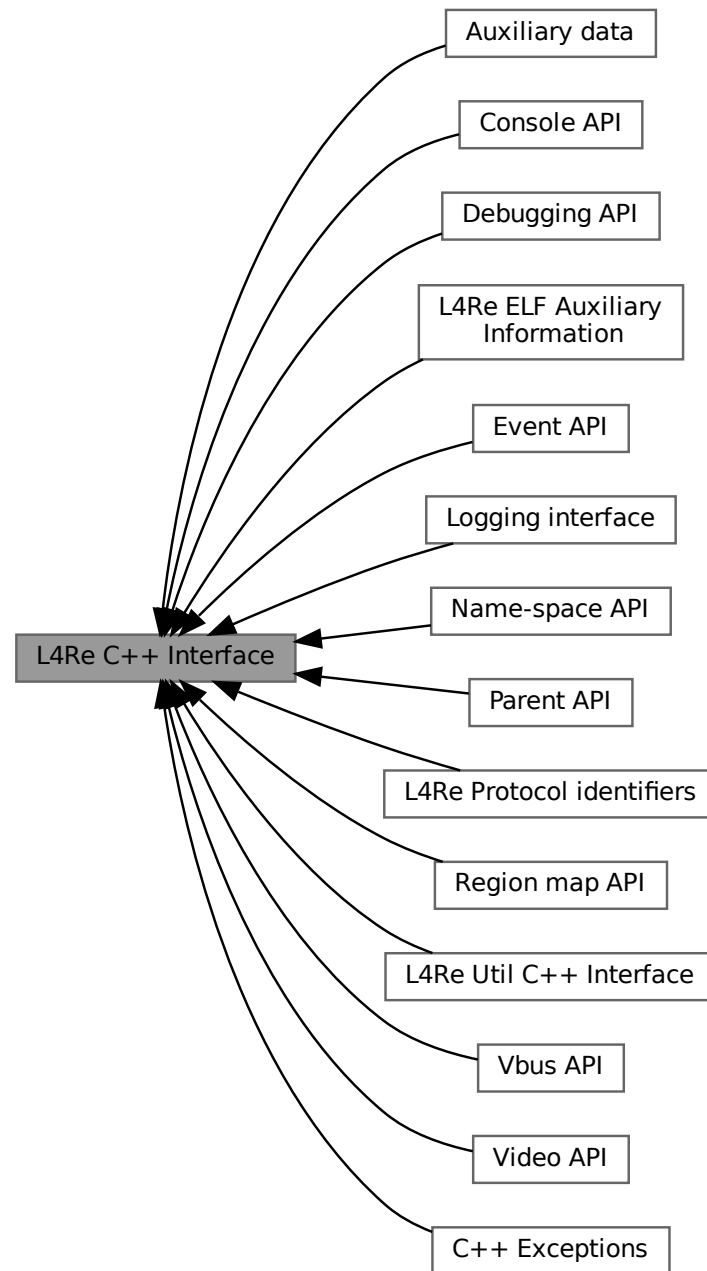 Auxiliary data
Console API
Debugging API
L4Re ELF Auxiliary
Information
Event API
Logging interface
Name-space API
L4Re C++ Interface
Parent API
L4Re Protocol identifiers
Region map API
L4Re Util C++ Interface
Vbus API
Video API
C++ Exceptions